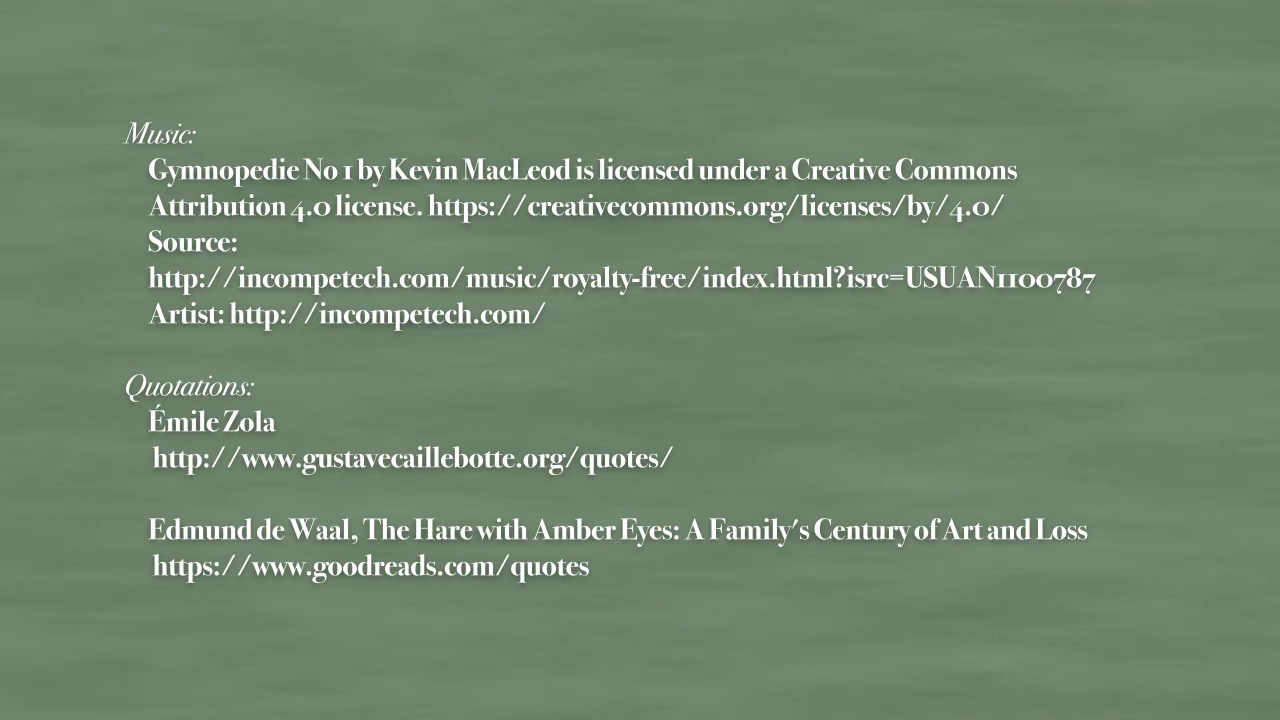 Music:
Gymnopedie No 1 by Kevin MacLeod is licensed under a Creative Commons
Attribution 4.0 license. https://creativecommons.org/licenses/by/4.0/
Source:
http://incompetech.com/music/royalty-free/index.html?isrc=USUAN1100787
Artist: http://incompetech.com/
Quotations:
Émile Zola
http://www.gustavecaillebotte.org/quotes/
Edmund de Waal, The Hare with Amber Eyes: A Family's Century of Art and Loss
https://www.goodreads.com/quotes